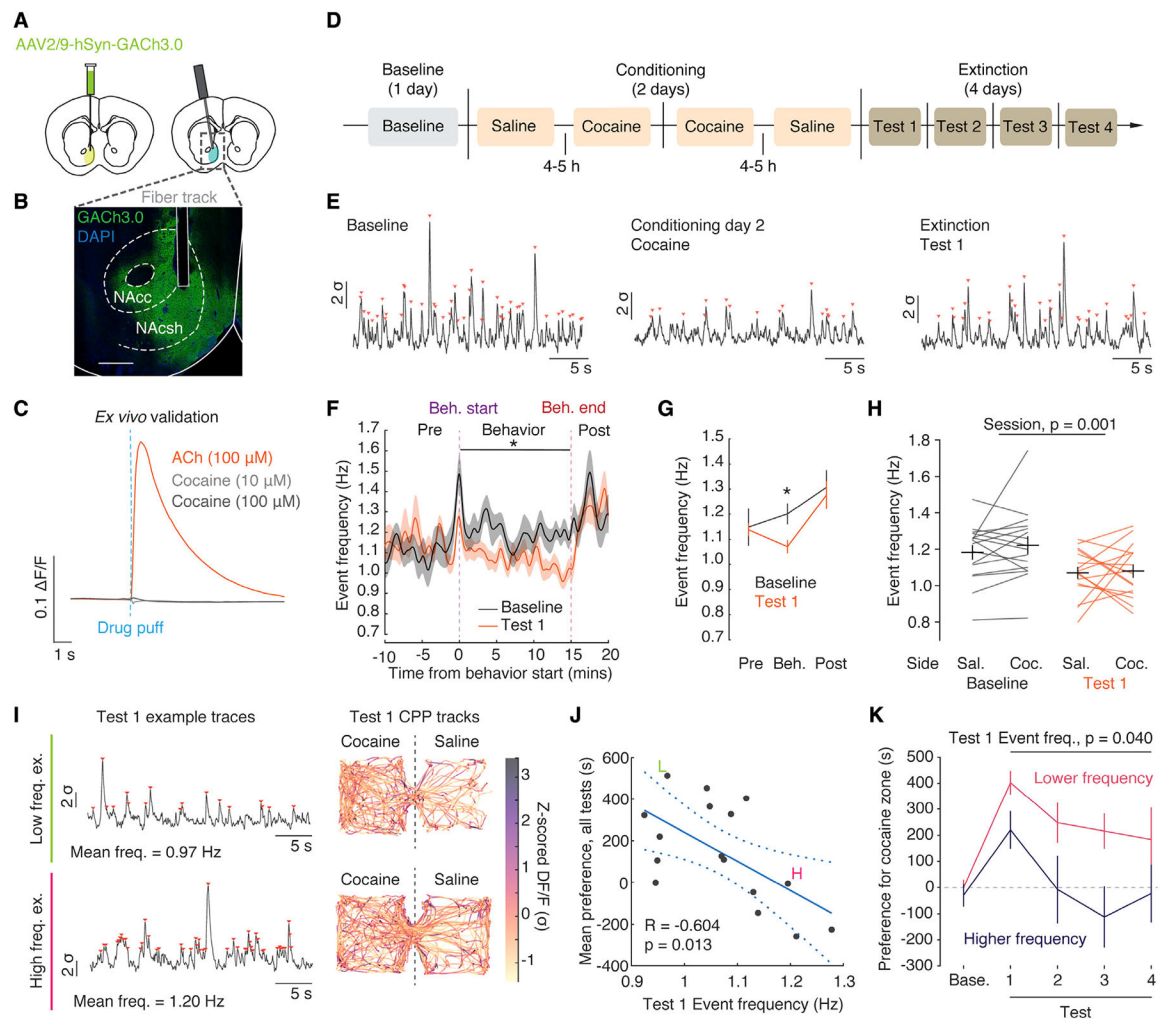 A
AAV2/9-hSyn-GACh3.0
B
Fiber track
GACh3.0
DAPI
NAcc
NAcsh
C
Ex vivo validation
ACh (100 μM)
Cocaine (10 μM)
Cocaine (100 μM)
0.1 ΔF/F
Drug puff
1 s
D
Baseline
(1 day)
Conditioning
(2 days)
Extinction
(4 days)
Baseline
Saline
Cocaine
Cocaine
Saline
Test 1
Test 2
Test 3
Test 4
4-5 h
4-5 h
E
Baseline
2 σ
5 s
Conditioning day 2
Cocaine
2 σ
5 s
Extinction
Test 1
2 σ
5 s
F
Beh. start
Beh. end
Pre
Behavior
Post
*
Event frequency (Hz)
1.7
1.6
1.5
1.4
1.3
1.2
1.1
1.0
0.9
0.8
0.7
Baseline
Test 1
-10
-5
0
5
10
15
20
Time from behavior start (mins)
G
Event frequency (Hz)
1.5
1.4
1.3
1.2
1.1
1.0
0.9
0.8
0.7
*
Baseline
Test 1
Pre
Beh.
Post
H
Session, p = 0.001
Event frequency (Hz)
1.8
1.6
1.4
1.2
1.0
0.8
Side
Sal.
Coc.
Sal.
Coc.
Baseline
Test 1
I
Test 1 example traces
Low freq. ex.
2 σ
5 s
Mean freq. = 0.97 Hz
High freq. ex.
2 σ
5 s
Mean freq. = 1.20 Hz
Test 1 CPP tracks
Cocaine
Saline
Cocaine
Saline
3
2
1
0
-1
Z-scored DF/F (σ)
J
Mean preference, all tests (s)
600
400
200
0
-200
-400
L
H
R = -0.604
p = 0.013
0.9
1
1.1
1.2
1.3
Test 1 Event frequency (Hz)
K
Test 1 Event freq., p = 0.040
Preference for cocaine zone (s)
500
400
300
200
100
0
-100
-200
-300
Lower frequency
Higher frequency
Base.
1
2
3
4
Test